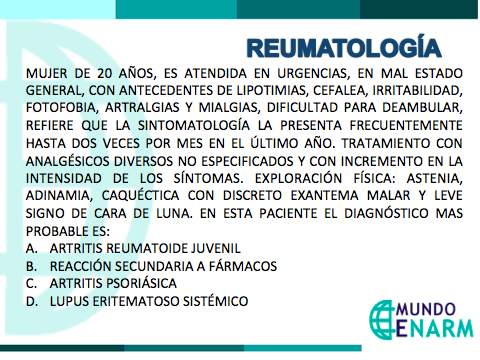 REUMATOLOGÍA
MUJER DE 20 AÑOS, ES ATENDIDA EN URGENCIAS, EN MAL ESTADO
GENERAL, CON ANTECEDENTES DE LIPOTIMIAS, CEFALEA, IRRITABILIDAD,
FOTOFOBIA, ARTRALGIAS Y MIALGIAS, DIFICULTAD PARA DEAMBULAR,
REFIERE QUE LA SINTOMATOLOGÍA LA PRESENTA FRECUENTEMENTE
HASTA DOS VECES POR MES EN EL ÚLTIMO AÑO. TRATAMIENTO CON
ANALGÉSICOS DIVERSOS NO ESPECIFICADOS Y CON INCREMENTO EN LA
INTENSIDAD DE LOS SÍNTOMAS. EXPLORACIÓN FÍSICA: ASTENIA,
ADINAMIA, CAQUÉCTICA CON DISCRETO EXANTEMA MALAR Y LEVE
SIGNO DE CARA DE LUNA. EN ESTA PACIENTE EL DIAGNÓSTICO MAS
PROBABLE ES:
A. ARTRITIS REUMATOIDE JUVENIL
B. REACCIÓN SECUNDARIA A FÁRMACOS
C. ARTRITIS PSORIÁSICA
D. LUPUS ERITEMATOSO SISTÉMICO
MUNDO
ENARM